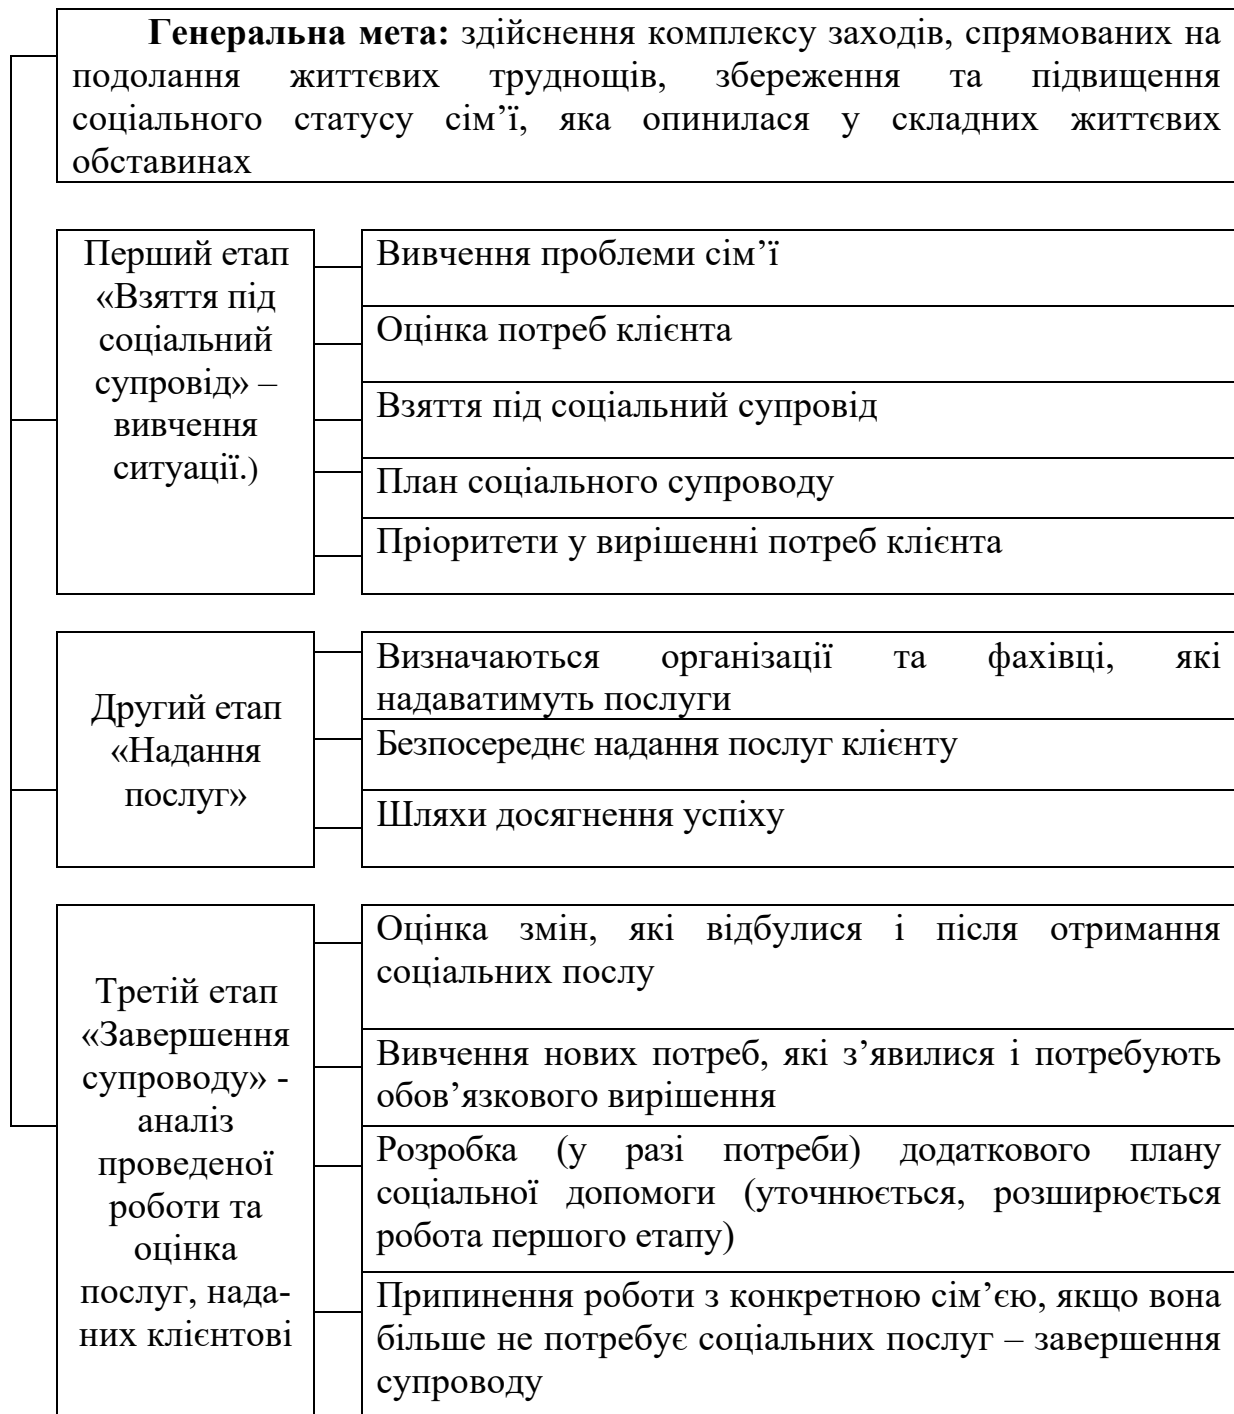 Генеральна мета: здійснення комплексу заходів, спрямованих на
подолання життєвих труднощів, збереження та підвищення
соціального статусу сім’ї, яка опинилася у складних життєвих
обставинах
Перший етап
«Взяття під
соціальний
супровід» –
вивчення
ситуації.)
Вивчення проблеми сім’ї
Оцінка потреб клієнта
Взяття під соціальний супровід
План соціального супроводу
Пріоритети у вирішенні потреб клієнта
Другий етап
«Надання
послуг»
Визначаються організації та фахівці, які
надаватимуть послуги
Безпосереднє надання послуг клієнту
Шляхи досягнення успіху
Третій етап
«Завершення
супроводу» -
аналіз
проведеної
роботи та
оцінка
послуг, нада-
них клієнтові
Оцінка змін, які відбулися і після отримання
соціальних послу
Вивчення нових потреб, які з’явилися і потребують
обов’язкового вирішення
Розробка (у разі потреби) додаткового плану
соціальної допомоги (уточнюється, розширюється
робота першого етапу)
Припинення роботи з конкретною сім’єю, якщо вона
більше не потребує соціальних послуг – завершення
супроводу